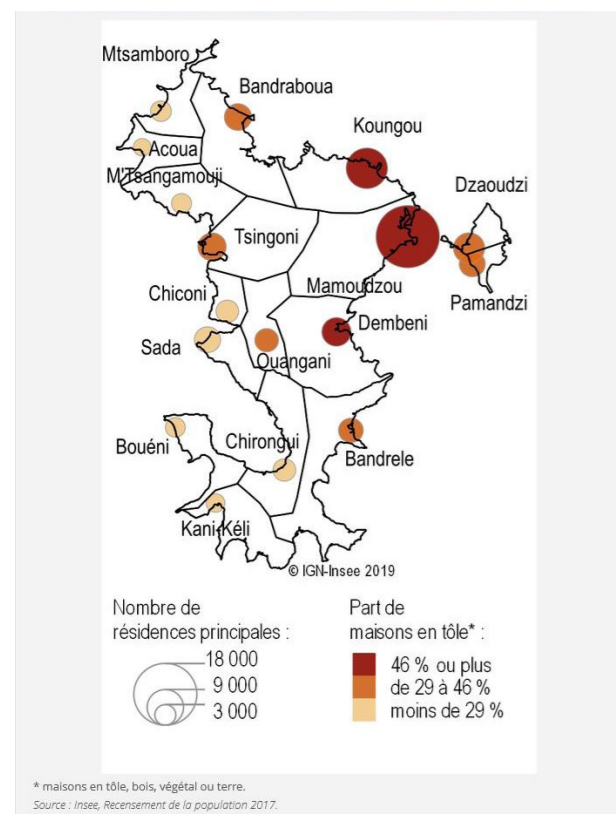 Mtsamboro
Bandraboua
Koungou
Acoua
M'Tsangamouji
Dzaoudzi
Tsingoni
Mamoudzou
Pamandzi
Chiconi
Dembeni
Sada
Ouangani
Bouéni
Chirongui
Bandrele
Kani-Kéli
© IGN-Insee 2019
Nombre de
résidences principales :
18 000
9 000
3 000
Part de
maisons en tôle* :
46 % ou plus
de 29 à 46 %
moins de 29 %
* maisons en tôle, bois, végétal ou terre.
Source : Insee, Recensement de la population 2017.